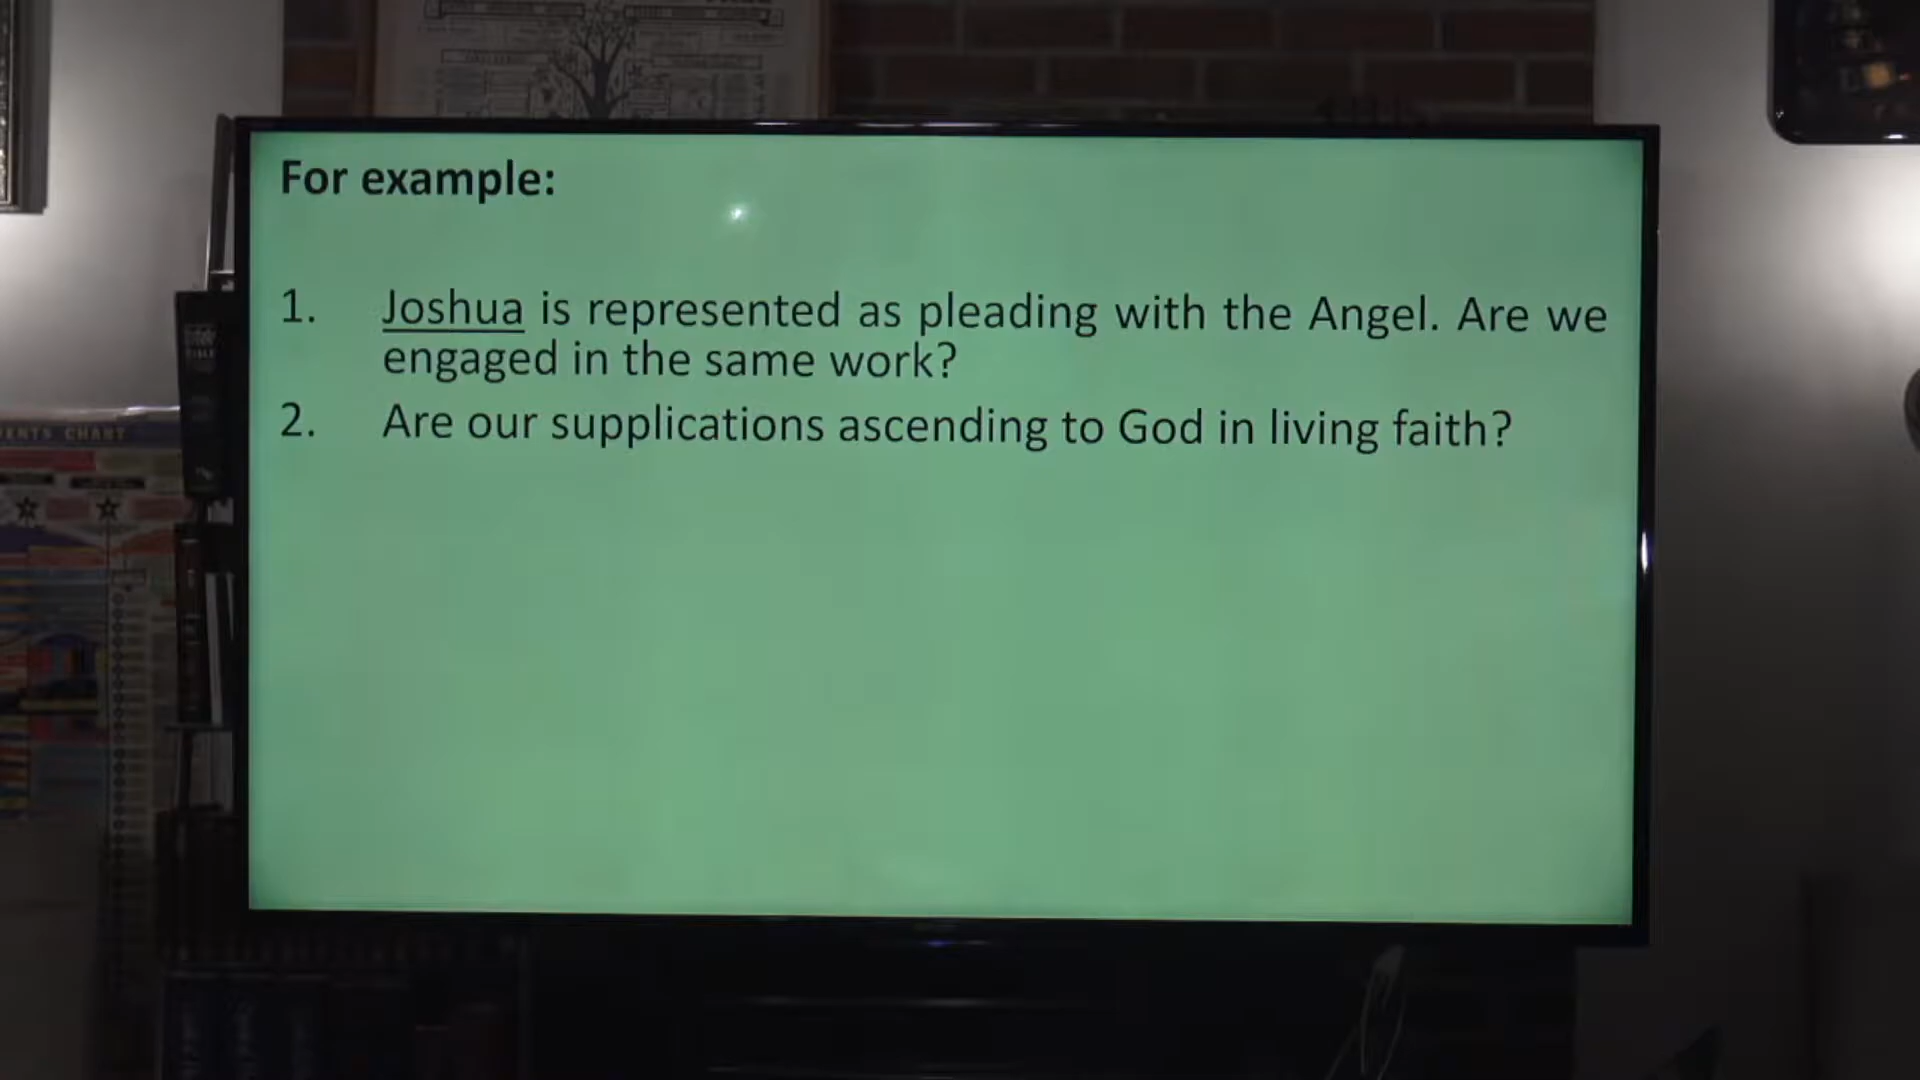 For example:
1. Joshua is represented as pleading with the Angel. Are we
engaged in the same work?
2. Are our supplications ascending to God in living faith?
CHART